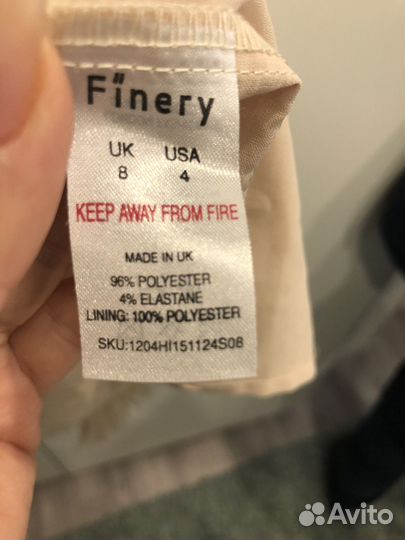 Finery
UK USA
8 4
KEEP AWAY FROM FIRE
MADE IN UK
96% POLYESTER
4% ELASTANE
LINING: 100% POLYESTER
SKU:1204HI151124S08
Avito